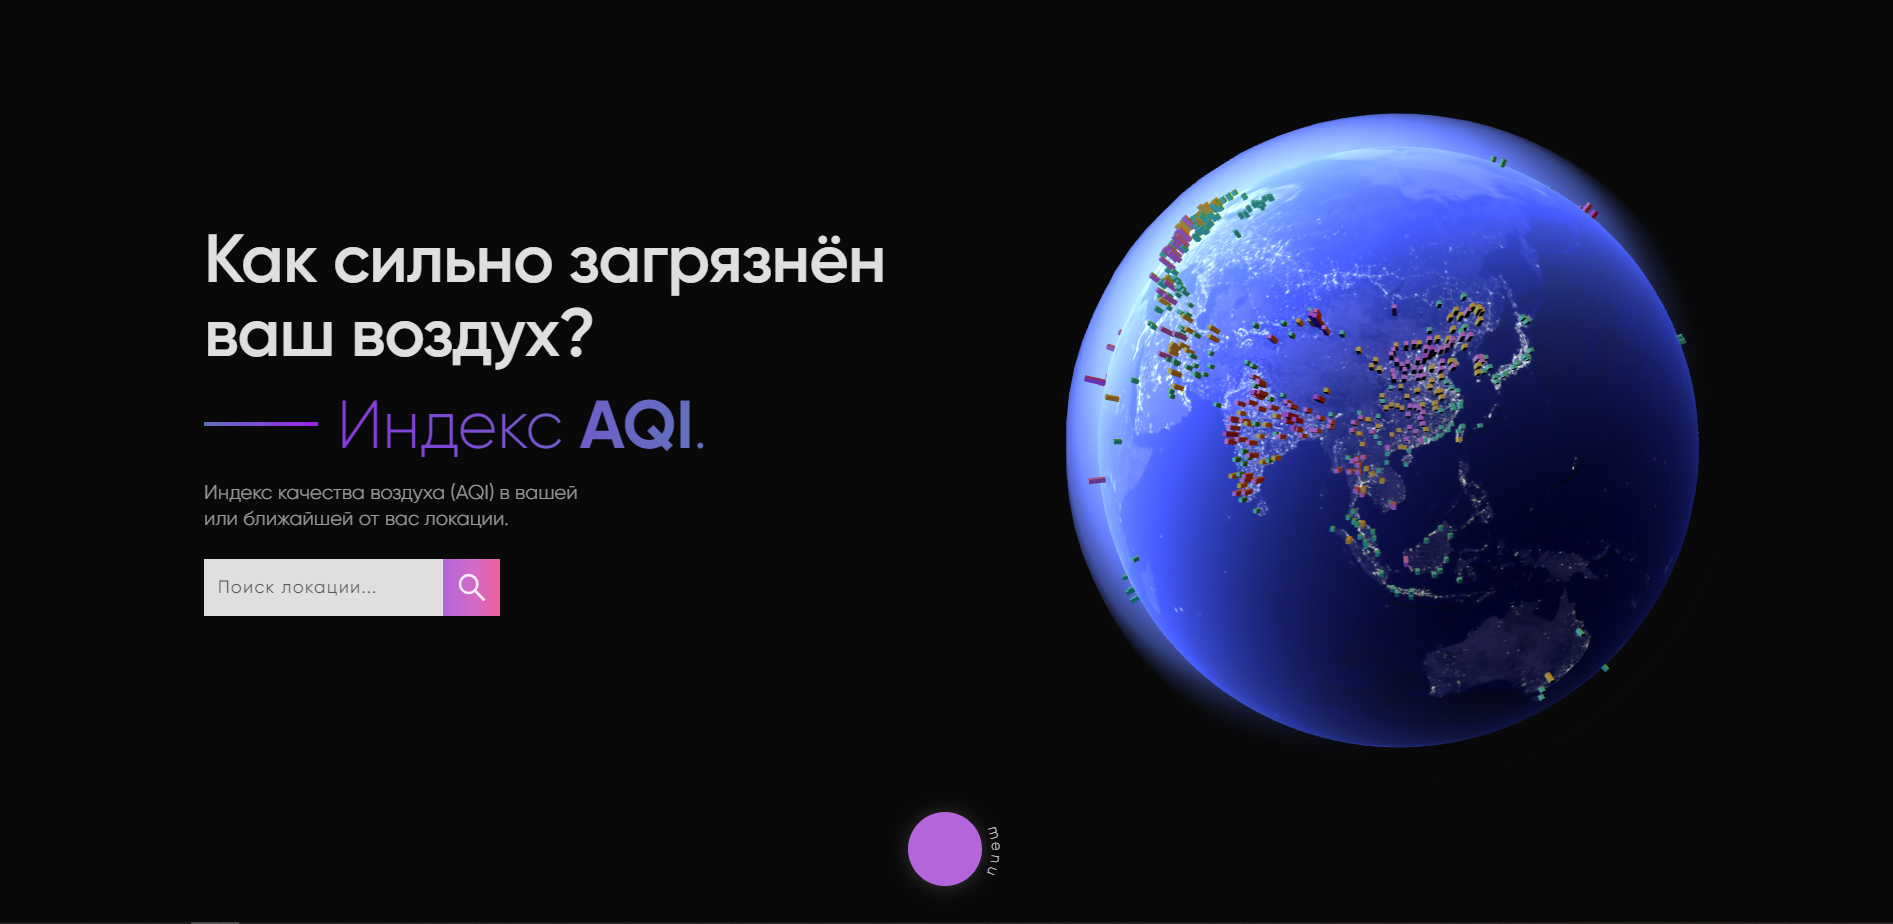 Как сильно загрязнён
ваш воздух?
Индекс AQI.
Индекс качества воздуха (AQI) в вашей
или ближайшей от вас локации.
Поиск локации...
menu